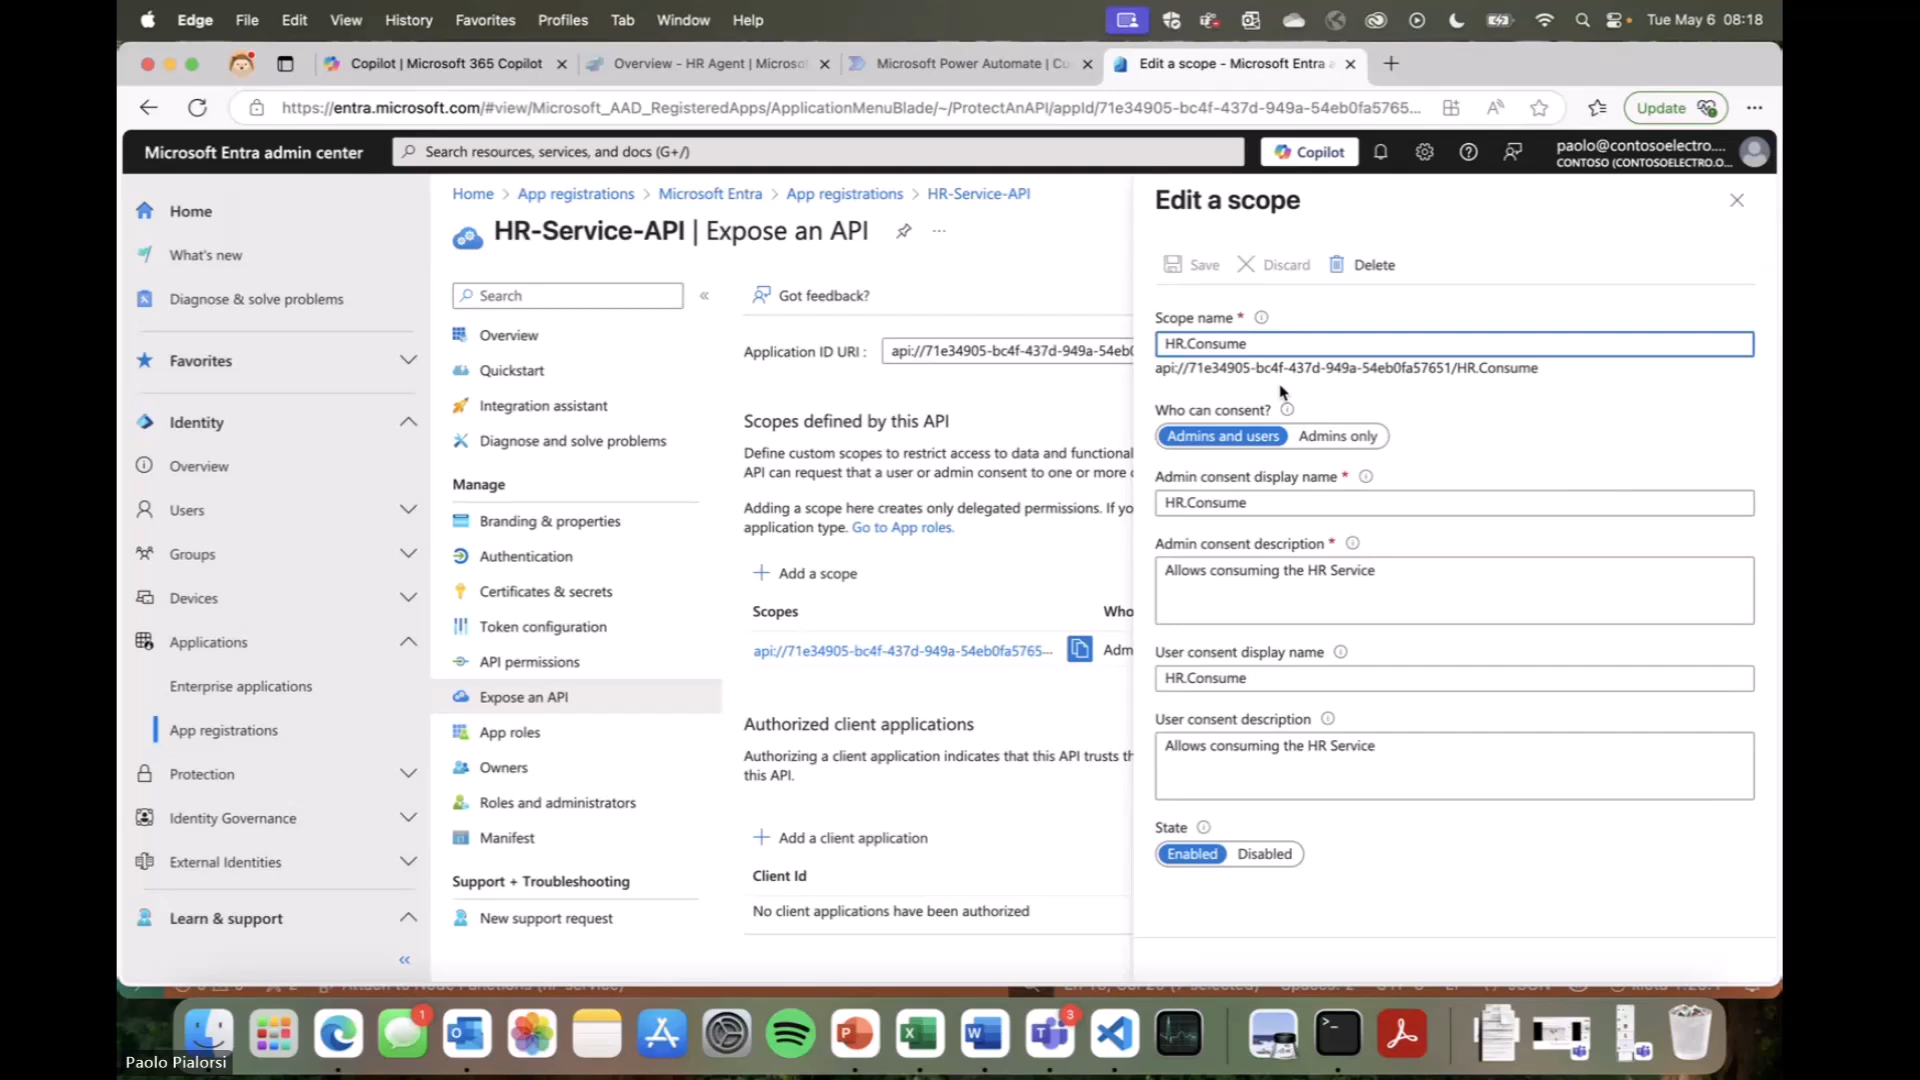 Edge File Edit View History Favorites Profiles Tab Window Help Tue May 6 08:18
Copilot | Microsoft 365 Copilot
Overview - HR Agent | Microso
Microsoft Power Automate | Cu
Edit a scope - Microsoft Entra a
https://entra.microsoft.com/#view/Microsoft_AAD_RegisteredApps/ApplicationMenuBlade/~/ProtectAnAPI/appId/71e34905-bc4f-437d-949a-54eb0fa5765...
Update
Microsoft Entra admin center
Search resources, services, and docs (G+/)
Copilot
paolo@contosoelectro....
CONTOSO (CONTOSOELECTRO.O...
Home
What's new
Diagnose & solve problems
Favorites
Identity
Overview
Users
Groups
Devices
Applications
Enterprise applications
App registrations
Protection
Identity Governance
External Identities
Learn & support
«
Home > App registrations > Microsoft Entra > App registrations > HR-Service-API
HR-Service-API | Expose an API
Search
«
Overview
Quickstart
Integration assistant
Diagnose and solve problems
Manage
Branding & properties
Authentication
Certificates & secrets
Token configuration
API permissions
Expose an API
App roles
Owners
Roles and administrators
Manifest
Support + Troubleshooting
New support request
Got feedback?
Application ID URI : api://71e34905-bc4f-437d-949a-54eb0
Scopes defined by this API
Define custom scopes to restrict access to data and functional
API can request that a user or admin consent to one or more
Adding a scope here creates only delegated permissions. If yo
application type. Go to App roles.
Add a scope
Scopes Who
api://71e34905-bc4f-437d-949a-54eb0fa5765... Adm
Authorized client applications
Authorizing a client application indicates that this API trusts th
this API.
Add a client application
Client Id
No client applications have been authorized
Edit a scope
Save Discard Delete
Scope name *
HR.Consume
api://71e34905-bc4f-437d-949a-54eb0fa57651/HR.Consume
Who can consent?
Admins and users Admins only
Admin consent display name *
HR.Consume
Admin consent description *
Allows consuming the HR Service
User consent display name
HR.Consume
User consent description
Allows consuming the HR Service
State
Enabled Disabled
1
3
Paolo Pialorsi